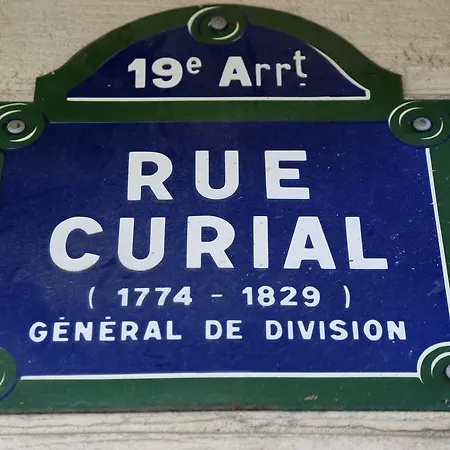 19e Arrt
RUE
CURIAL
( 1774 - 1829 )
GÉNÉRAL DE DIVISION